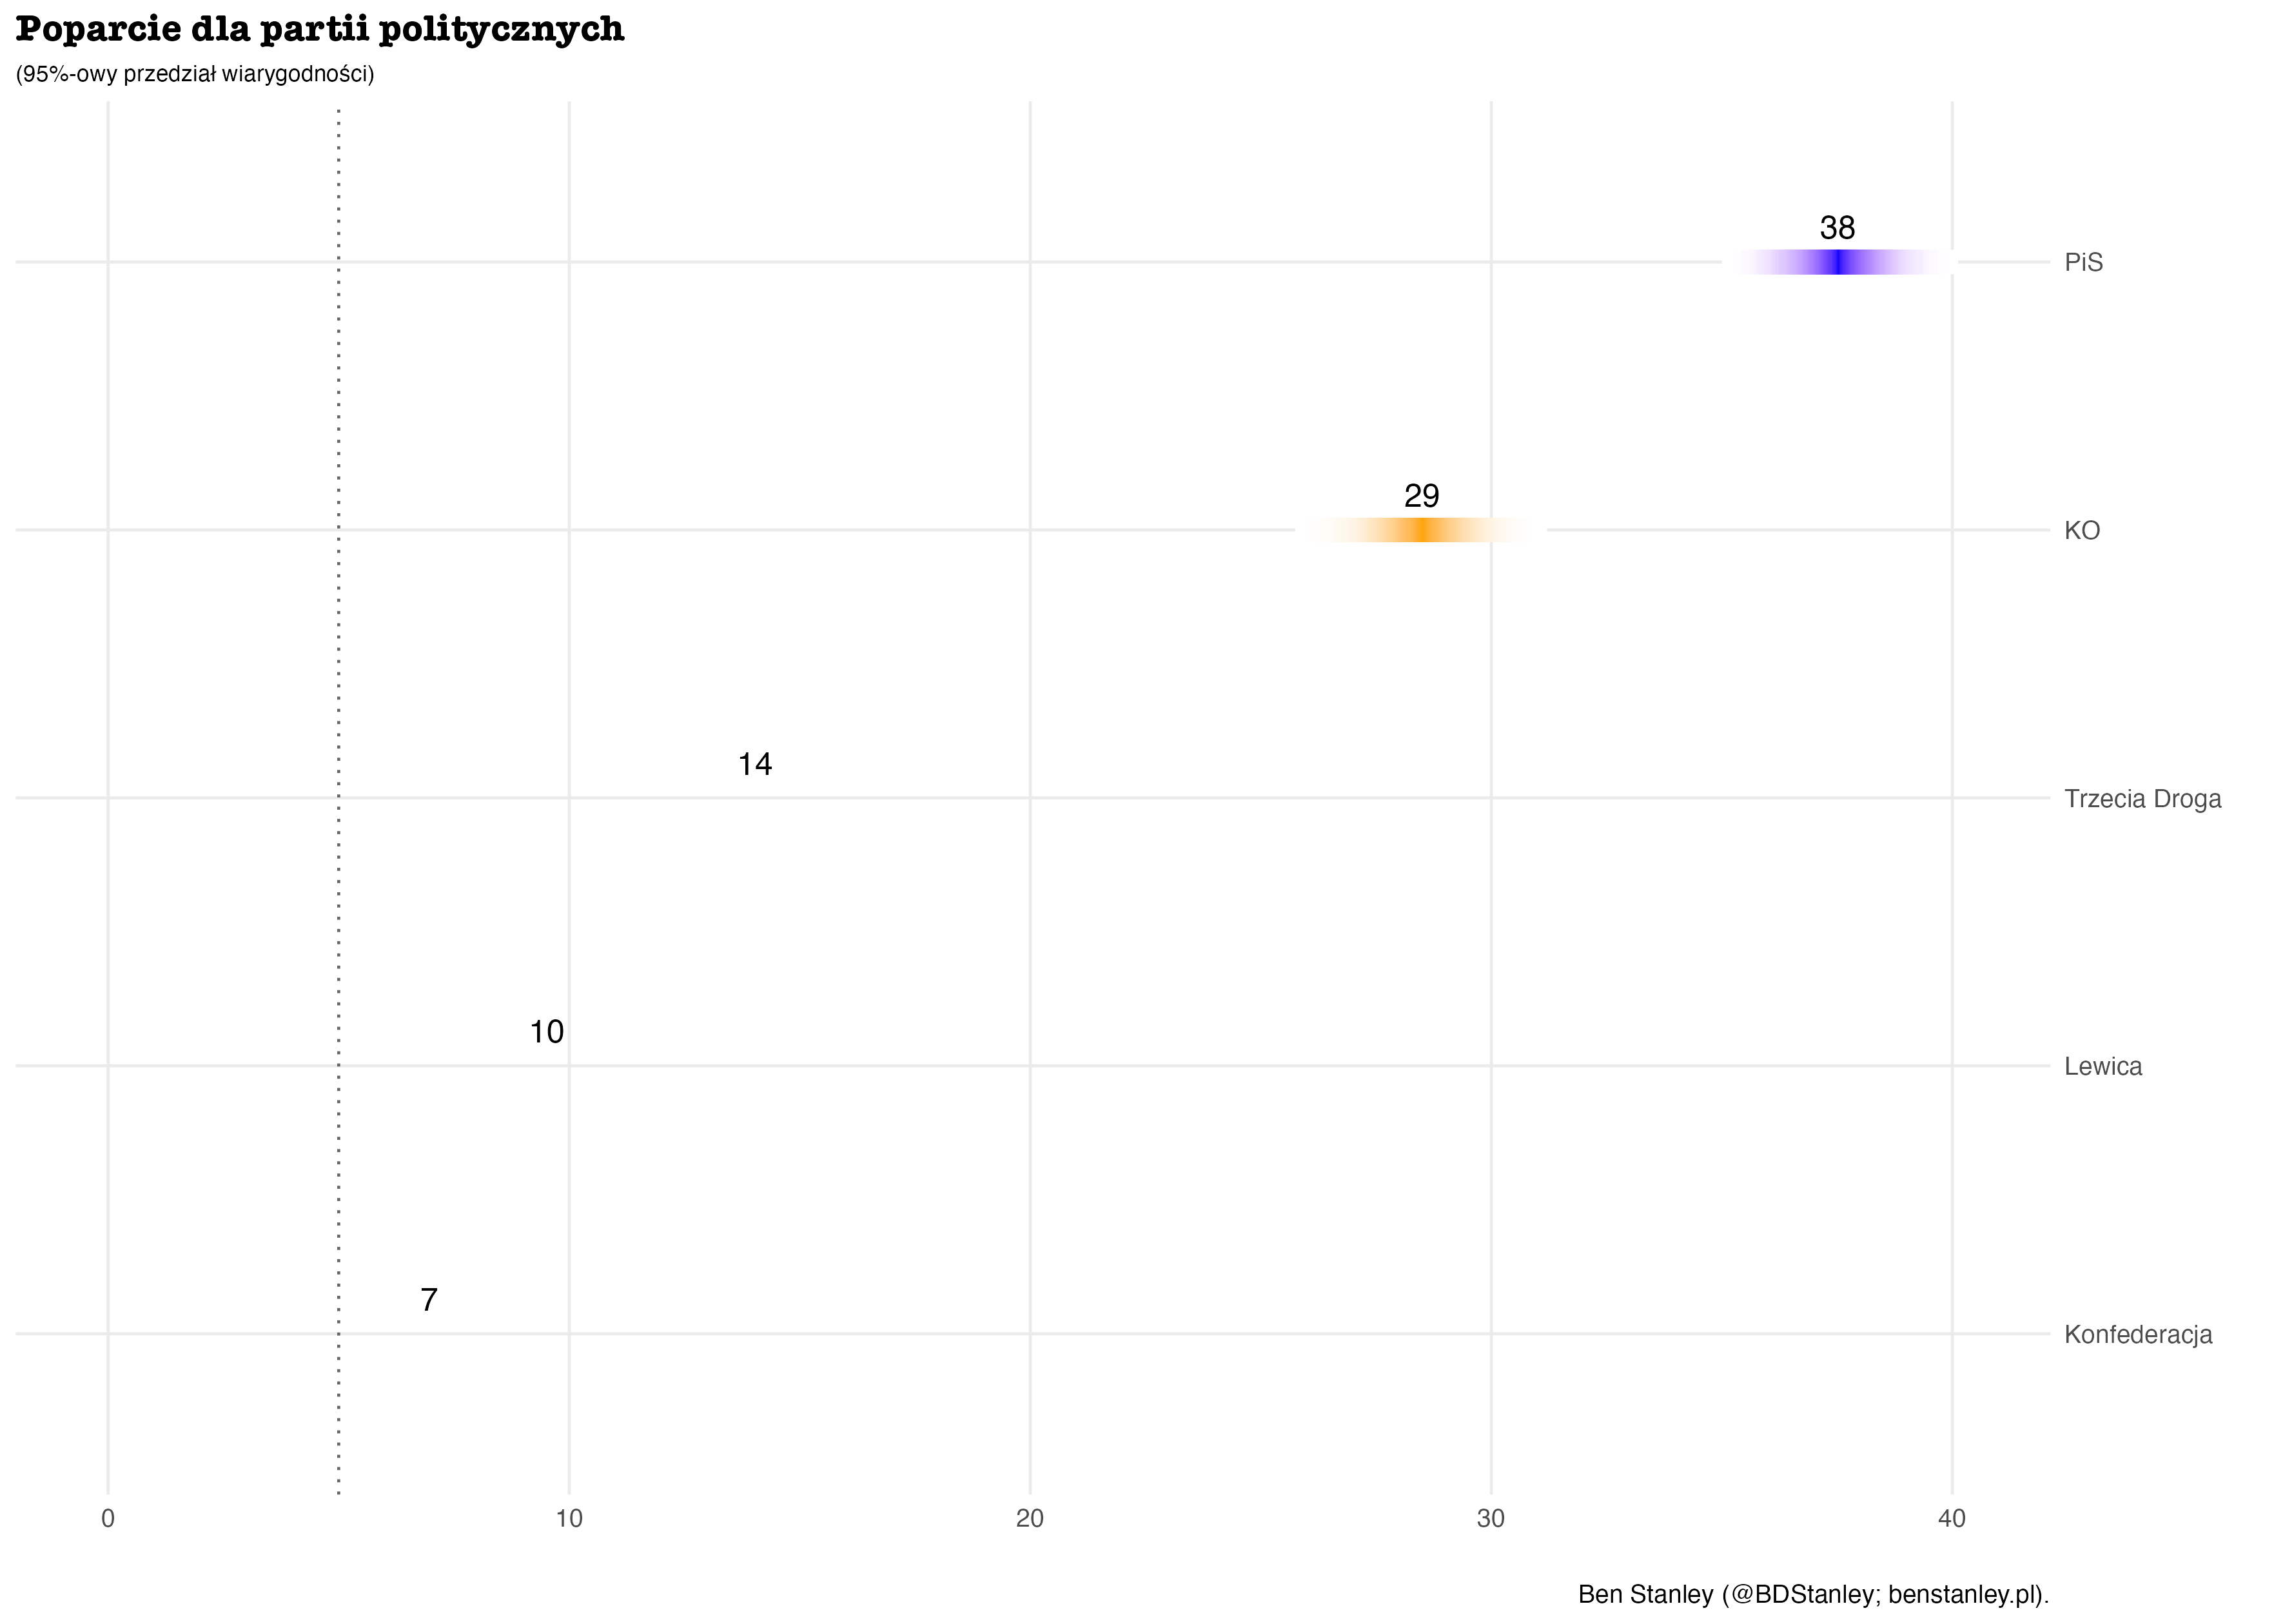 Poparcie dla partii politycznych
(95%-owy przedział wiarygodności)
38
PiS
29
KO
14
Trzecia Droga
10
Lewica
7
Konfederacja
0 10 20 30 40
Ben Stanley (@BDStanley; benstanley.pl).